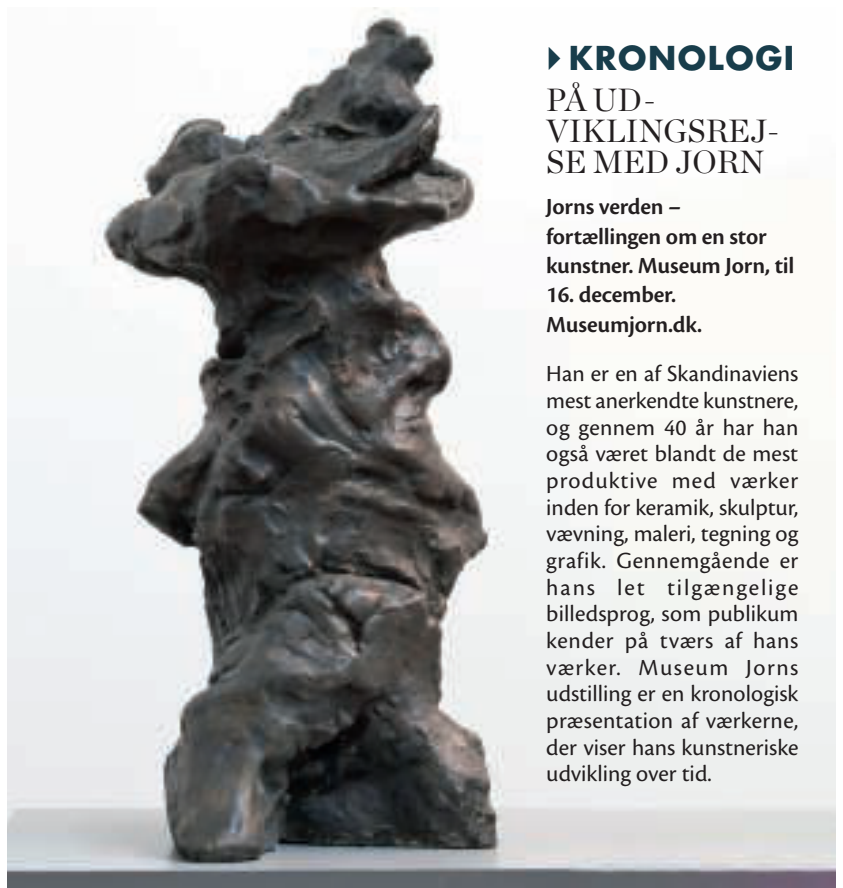 KRONOLOGI
PÅ UD-
VIKLINGSREJ-
SE MED JORN
Jorns verden –
fortællingen om en stor
kunstner. Museum Jorn, til
16. december.
Museumjorn.dk.
Han er en af Skandinaviens
mest anerkendte kunstnere,
og gennem 40 år har han
også været blandt de mest
produktive med værker
inden for keramik, skulptur,
vævning, maleri, tegning og
grafik. Gennemgående er
hans let tilgængelige
billedsprog, som publikum
kender på tværs af hans
værker. Museum Jorns
udstilling er en kronologisk
præsentation af værkerne,
der viser hans kunstneriske
udvikling over tid.